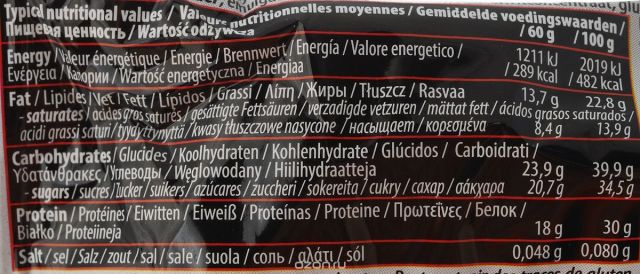 Typical nutritional values / Valeurs nutritionnelles moyennes / Gemiddelde voedingswaarden /
Пищевая ценность / Wartość odżywcza /60 g /100 g
Energy / Valeur énergétique / Energie / Brennwert / Energía / Valore energetico / 1211 kJ 2019 kJ
Ενέργεια / Калории / Wartość energetyczna / Energiaa / 289 kcal / 482 kcal
Fat / Lipides / Vet / Fett / Lípidos / Grassi / Λίπη / Жиры / Tłuszcz / Rasvaa 13,7 g 22,8 g
- saturates / acides gras saturés / gesättigte Fettsäuren / verzadigde vetzuren / mättat fett / ácidos grasos saturados /
acidi grassi saturi / tyydyttynyttä / kwasy tłuszczowe nasycone / насыщаем / κορεσμένα 8,4 g 13,9 g
Carbohydrates / Glucides / Koolhydraten / Kohlenhydrate / Glúcidos / Carboidrati /
Υδατάνθρακες / Углеводы / Węglowodany / Hiilihydraatteja 23,9 g 39,9 g
- sugars / sucres / Zucker / suikers / azúcares / zuccheri / sokereita / cukry / сахар / σάκχαρα 20,7 g 34,5 g
Protein / Protéines / Eiwitten / Eiweiß / Proteínas / Proteine / Πρωτεΐνες / Белок /
Białko / Proteiineja 18 g 30 g
Salt / sel / Salz / zout / sal / sale / suola / соль / αλάτι / sól 0,048 g 0,080 g
ozon.ru